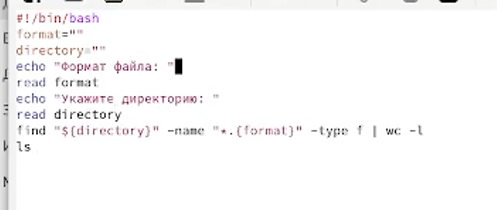 #!/bin/bash
format=""
directory=""
echo "Формат файла: "
read format
echo "Укажите директорию: "
read directory
find "${directory}" -name "*.{format}" -type f | wc -l
ls